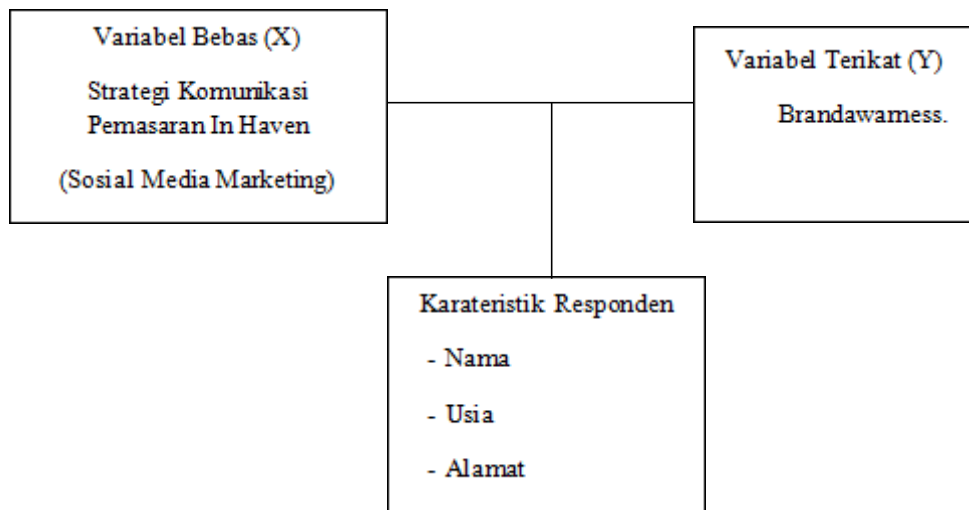 Variabel Bebas (X)
Strategi Komunikasi
Pemasaran In Haven
(Sosial Media Marketing)
Variabel Terikat (Y)
Brandawarness.
Karateristik Responden
- Nama
- Usia
- Alamat